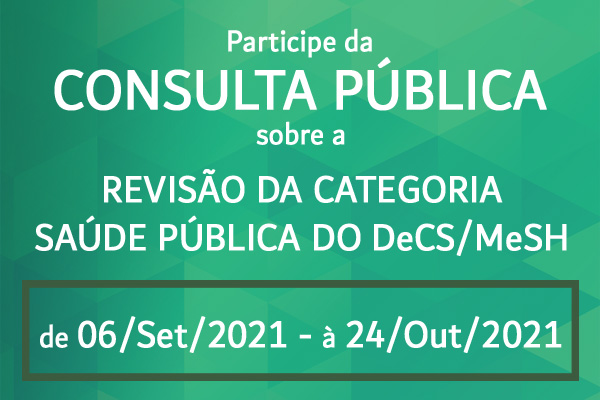 Participe da
CONSULTA PÚBLICA
sobre a
REVISÃO DA CATEGORIA
SAÚDE PÚBLICA DO DeCS/MeSH
de 06/Set/2021 - à 24/Out/2021